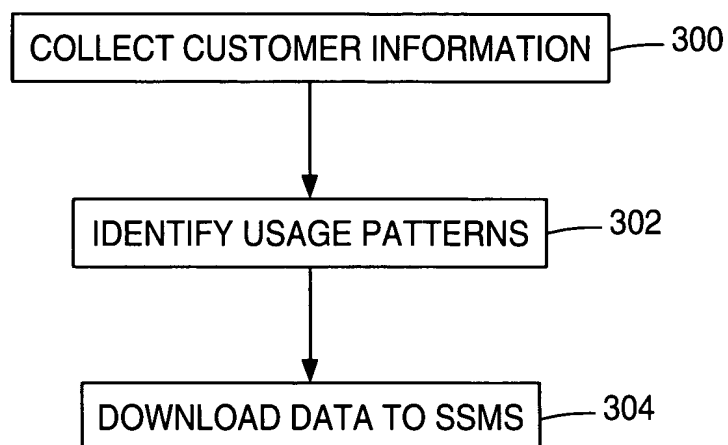 COLLECT CUSTOMER INFORMATION 300
IDENTIFY USAGE PATTERNS 302
DOWNLOAD DATA TO SSMS 304